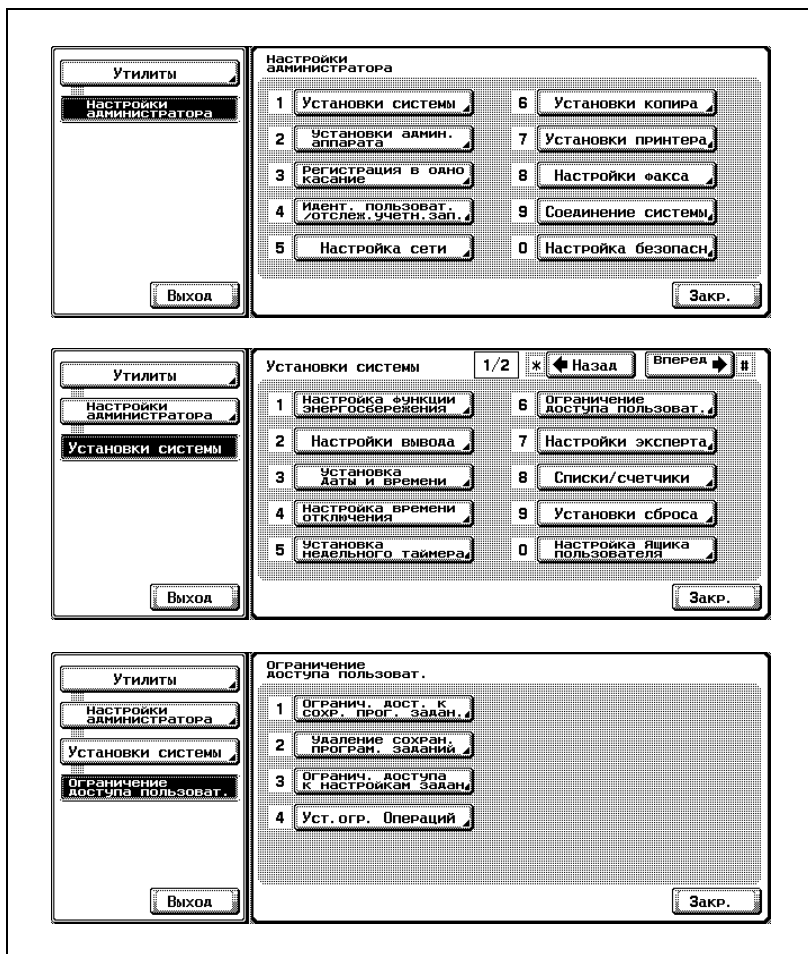 Утилиты
Настройки
администратора
Выход
Настройки
администратора
1 Установки системы
2 Установки админ.
аппарата
3 Регистрация в одно
касание
4 Идент. пользоват.
/отслеж.учетн.зап.
5 Настройка сети
6 Установки копира
7 Установки принтера
8 Настройки факса
9 Соединение системы
0 Настройка безопасн
Закр.
Утилиты
Настройки
администратора
Установки системы
Выход
Установки системы 1/2 * Назад Вперед #
1 Настройка функции
энергосбережения
2 Настройки вывода
3 Установка
даты и времени
4 Настройка времени
отключения
5 Установка
недельного таймера
6 Ограничение
доступа пользоват.
7 Настройки эксперта
8 Списки/счетчики
9 Установки сброса
0 Настройка Ящика
пользователя
Закр.
Утилиты
Настройки
администратора
Установки системы
Ограничение
доступа пользоват.
Выход
Ограничение
доступа пользоват.
1 Огранич. дост. к
сохр. прог. задан.
2 Удаление сохран.
програм. заданий
3 Огранич. доступа
к настройкам задан
4 Уст.огр. Операций
Закр.